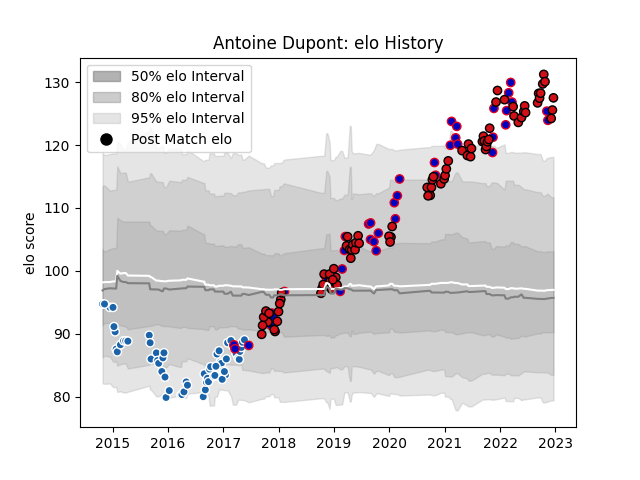 Antoine Dupont: elo History
50% elo Interval
80% elo Interval
95% elo Interval
Post Match elo
elo score
130
120
110
100
90
80
2015 2016 2017 2018 2019 2020 2021 2022 2023